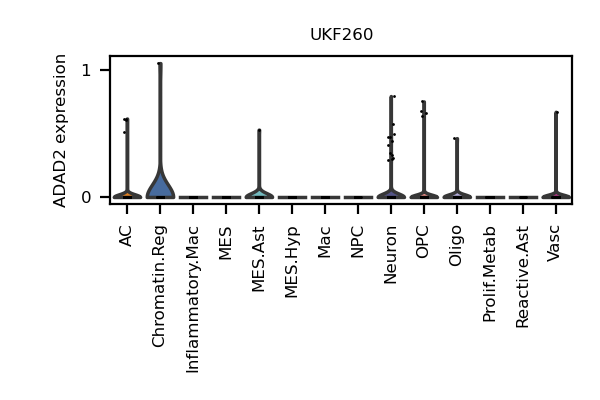 UKF260
ADAD2 expression
1
0
AC
Chromatin.Reg
Inflammatory.Mac
MES
MES.Ast
MES.Hyp
Mac
NPC
Neuron
OPC
Oligo
Prolif.Metab
Reactive.Ast
Vasc